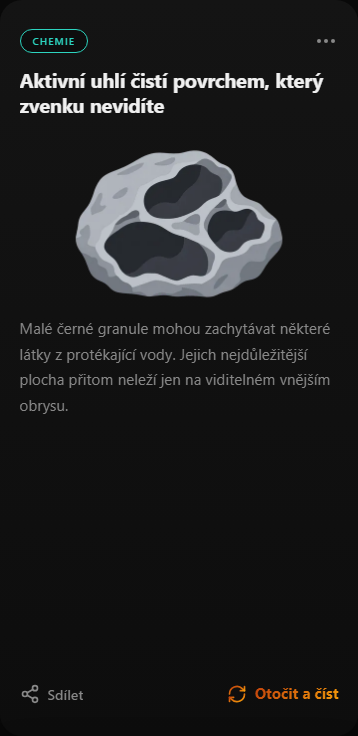 CHEMIE
Aktivní uhlí čistí povrchem, který
zvenku nevidíte
Malé černé granule mohou zachytávat některé
látky z protékající vody. Jejich nejdůležitější
plocha přitom neleží jen na viditelném vnějším
obrysu.
Sdílet
Otočit a číst